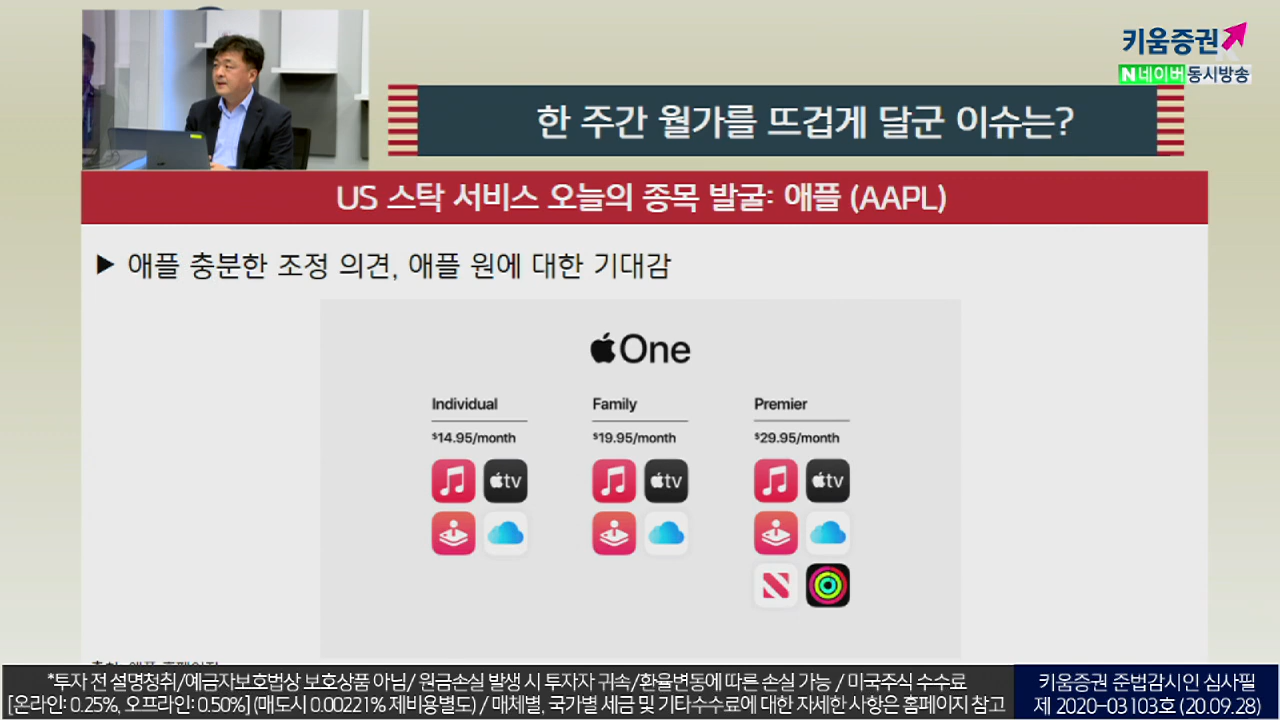 키움증권
N 네이버 동시방송
한 주간 월가를 뜨겁게 달군 이슈는?
US 스탁 서비스 오늘의 종목 발굴: 애플 (AAPL)
▶ 애플 충분한 조정 의견, 애플 원에 대한 기대감
One
Individual
$14.95/month
tv
Family
$19.95/month
tv
Premier
$29.95/month
tv
*투자 전 설명청취/예금자보호법상 보호상품 아님/ 원금손실 발생 시 투자자 귀속/환율변동에 따른 손실 가능 / 미국주식 수수료
[온라인: 0.25%, 오프라인: 0.50%] (매도시 0.00221% 제비용별도) / 매체별, 국가별 세금 및 기타수수료에 대한 자세한 사항은 홈페이지 참고
키움증권 준법감시인 심사필
제 2020-03103호 (20.09.28)